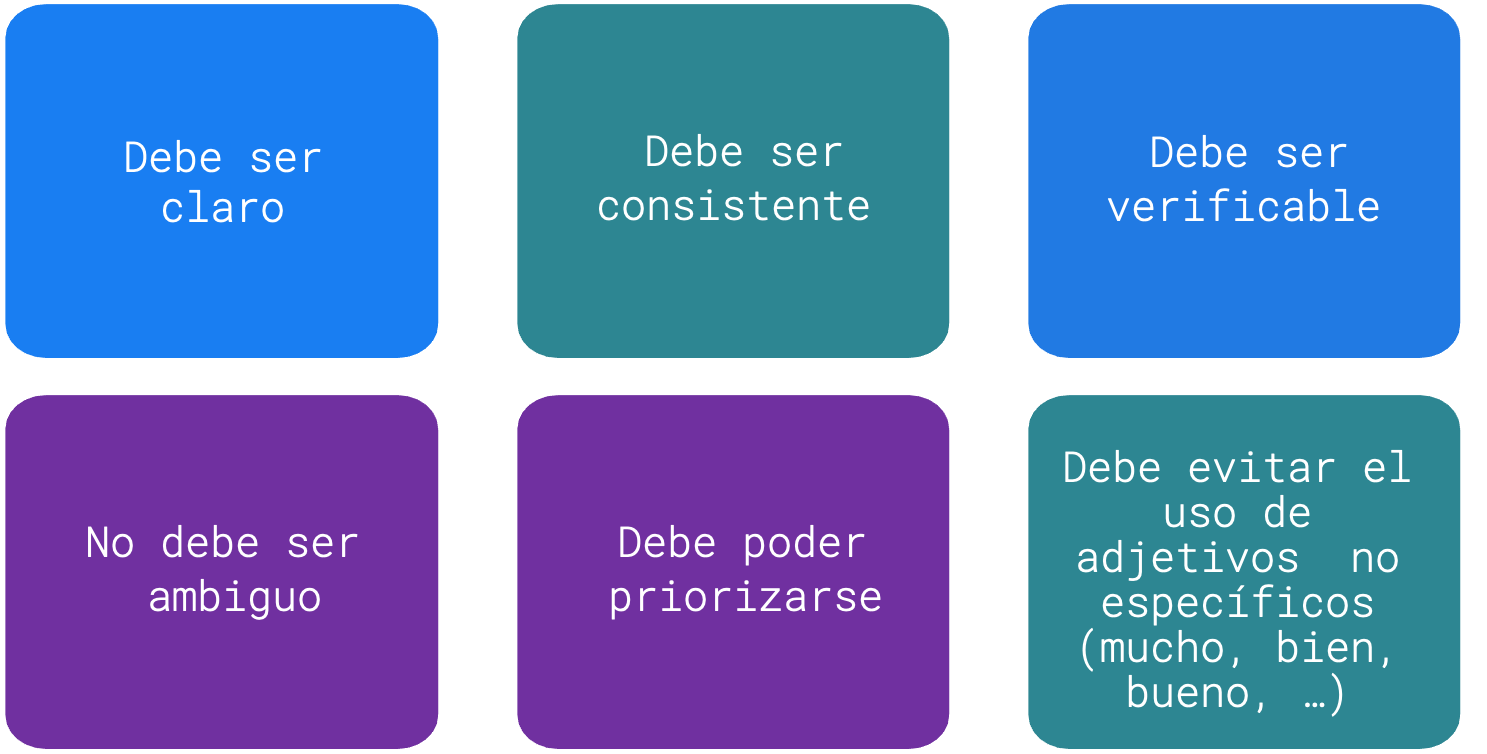 Debe ser
claro
Debe ser
consistente
Debe ser
verificable
No debe ser
ambiguo
Debe poder
priorizarse
Debe evitar el
uso de
adjetivos  no
específicos
(mucho, bien,
bueno, …)